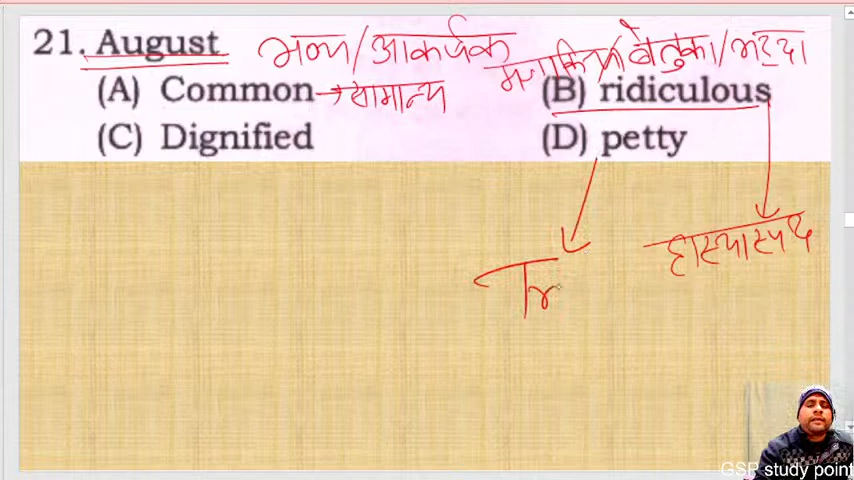 21. August भव्य/आकर्षक
(A) Common → सामान्य
(B) ridiculous बेतुका/भद्दा
(C) Dignified
(D) petty
हास्यास्पद
GSP study point